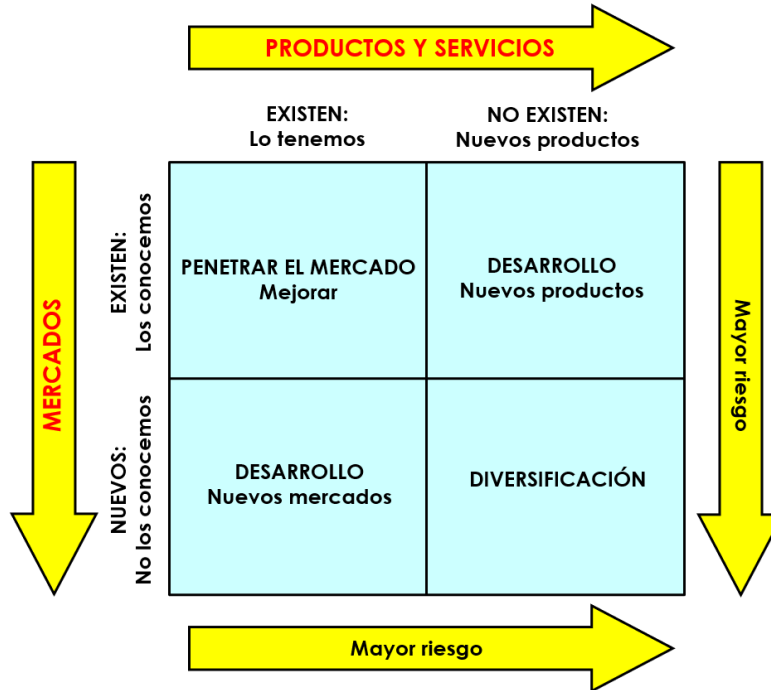 PRODUCTOS Y SERVICIOS
EXISTEN:
Lo tenemos
NO EXISTEN:
Nuevos productos
MERCADOS
EXISTEN:
Los conocemos
PENETRAR EL MERCADO
Mejorar
DESARROLLO
Nuevos productos
Mayor riesgo
NUEVOS:
No los conocemos
DESARROLLO
Nuevos mercados
DIVERSIFICACIÓN
Mayor riesgo